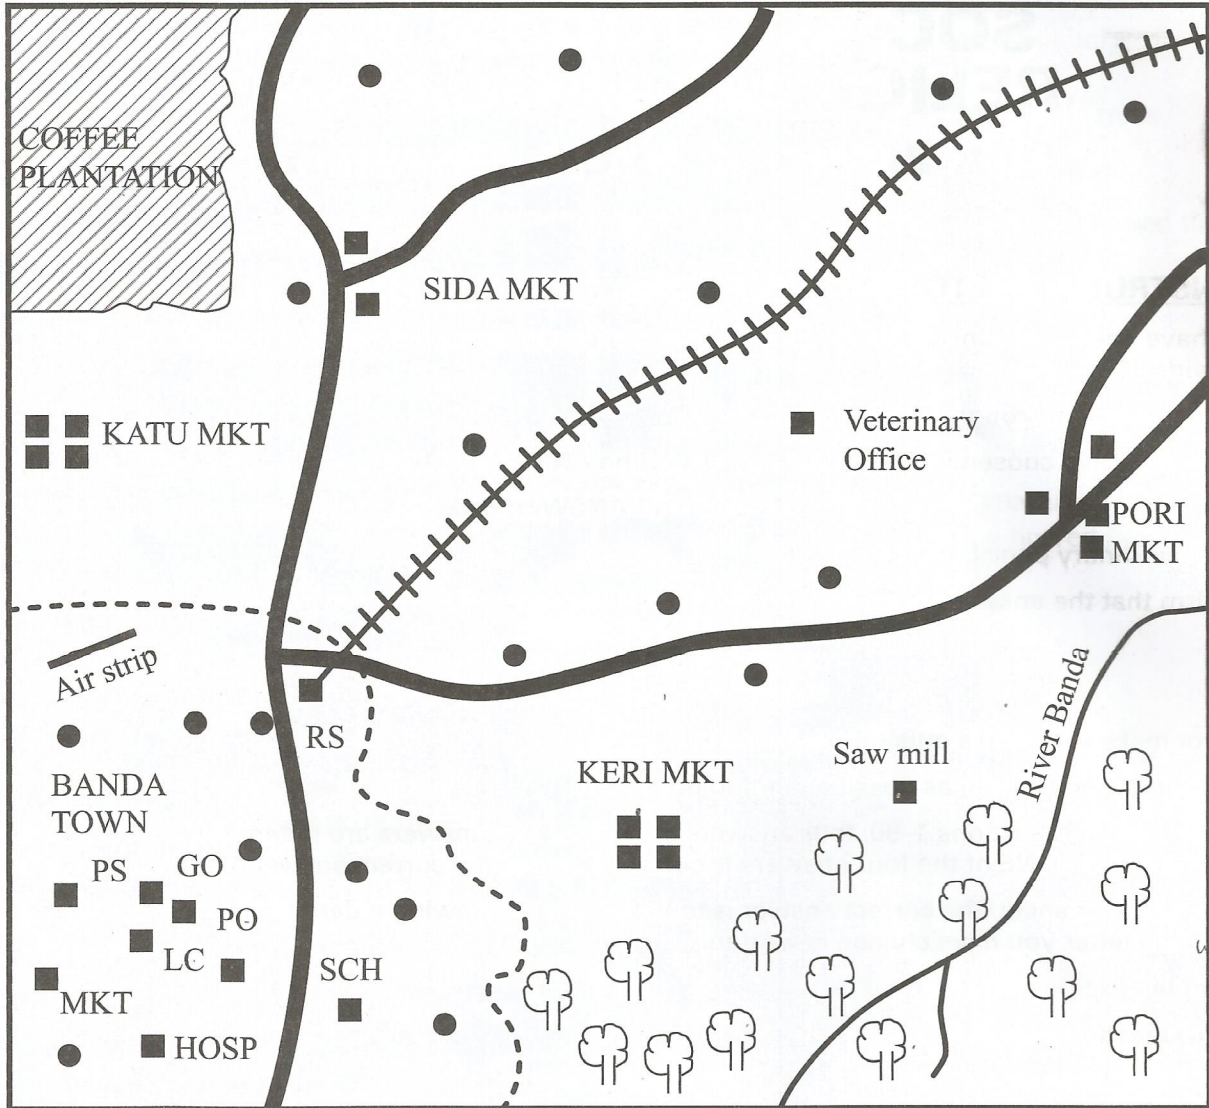 COFFEE
PLANTATION
SIDA MKT
KATU MKT
Veterinary
Office
PORI
MKT
Air strip
RS
River Banda
BANDA
TOWN
KERI MKT
Saw mill
PS
GO
PO
LC
SCH
MKT
HOSP